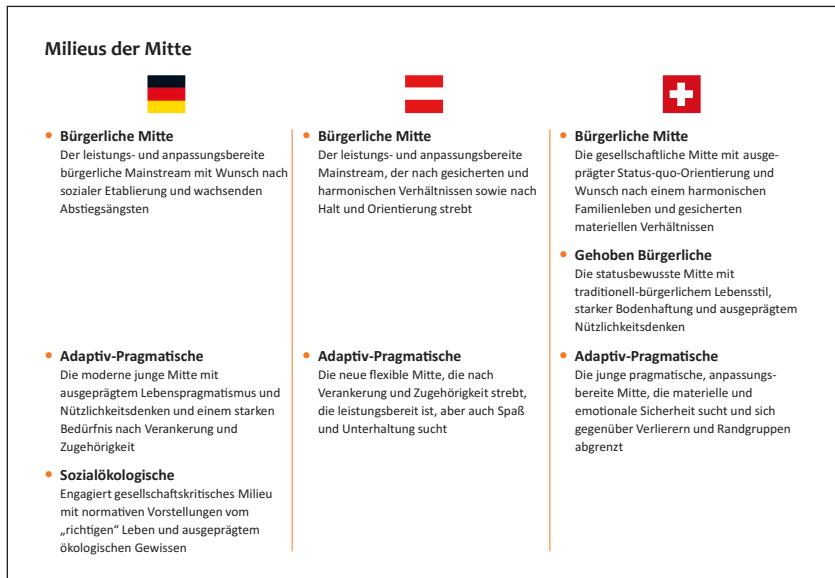 Milieus der Mitte
Bürgerliche Mitte
Der leistungs- und anpassungsbereite
bürgerliche Mainstream mit Wunsch nach
sozialer Etablierung und wachsenden
Abstiegsängsten
Adaptiv-Pragmatische
Die moderne junge Mitte mit
ausgeprägtem Lebenspragmatismus und
Nützlichkeitsdenken und einem starken
Bedürfnis nach Verankerung und
Zugehörigkeit
Sozialökologische
Engagiert gesellschaftskritisches Milieu
mit normativen Vorstellungen vom
„richtigen“ Leben und ausgeprägtem
ökologischen Gewissen
Bürgerliche Mitte
Der leistungs- und anpassungsbereite
Mainstream, der nach gesicherten und
harmonischen Verhältnissen sowie nach
Halt und Orientierung strebt
Adaptiv-Pragmatische
Die neue flexible Mitte, die nach
Verankerung und Zugehörigkeit strebt,
die leistungsbereit ist, aber auch Spaß
und Unterhaltung sucht
Bürgerliche Mitte
Die gesellschaftliche Mitte mit ausge-
prägter Status-quo-Orientierung und
Wunsch nach einem harmonischen
Familienleben und gesicherten
materiellen Verhältnissen
Gehoben Bürgerliche
Die statusbewusste Mitte mit
traditionell-bürgerlichem Lebensstil,
starker Bodenhaftung und ausgeprägtem
Nützlichkeitsdenken
Adaptiv-Pragmatische
Die junge pragmatische, anpassungs-
bereite Mitte, die materielle und
emotionale Sicherheit sucht und sich
gegenüber Verlierern und Randgruppen
abgrenzt